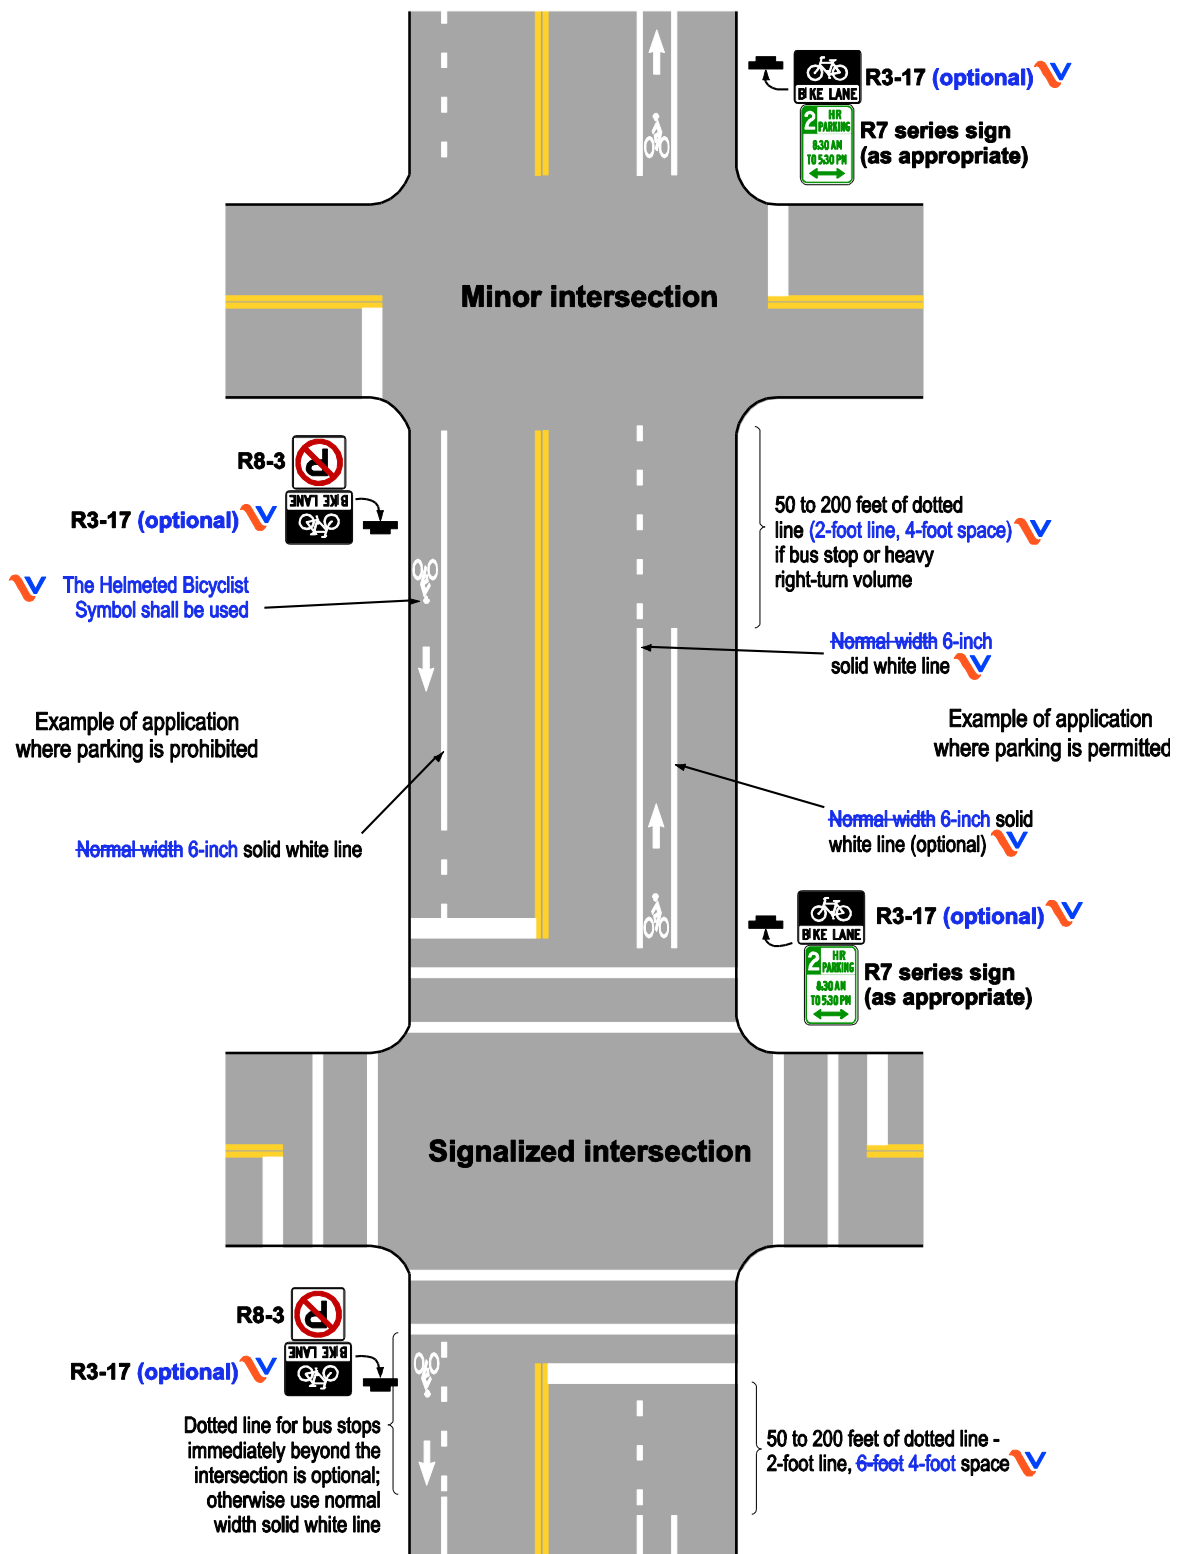 R3-17 (optional)
BIKE LANE
2 HR
PARKING
8:30 AM
TO 5:30 PM
R7 series sign
(as appropriate)
Minor intersection
R8-3
P
BIKE LANE
R3-17 (optional)
50 to 200 feet of dotted
line (2-foot line, 4-foot space)
if bus stop or heavy
right-turn volume
The Helmeted Bicyclist
Symbol shall be used
Normal width 6-inch
solid white line
Example of application
where parking is prohibited
Example of application
where parking is permitted
Normal width 6-inch solid
white line (optional)
Normal width 6-inch solid white line
R3-17 (optional)
BIKE LANE
2 HR
PARKING
8:30 AM
TO 5:30 PM
R7 series sign
(as appropriate)
Signalized intersection
R8-3
P
BIKE LANE
R3-17 (optional)
Dotted line for bus stops
immediately beyond the
intersection is optional;
otherwise use normal
width solid white line
50 to 200 feet of dotted line -
2-foot line, 6-foot 4-foot space